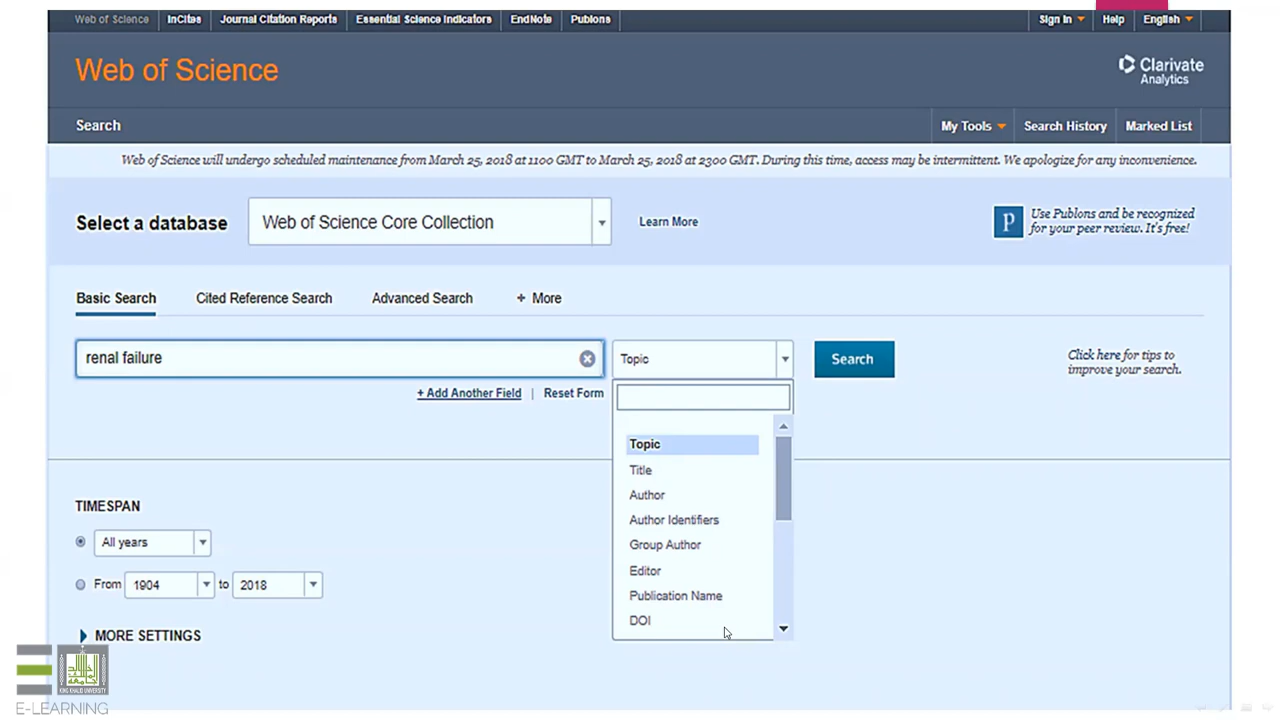 Web of Science InCites Journal Citation Reports Essential Science Indicators EndNote Publons Sign In Help English
Web of Science
Clarivate
Analytics
Search My Tools Search History Marked List
Web of Science will undergo scheduled maintenance from March 25, 2018 at 1100 GMT to March 25, 2018 at 2300 GMT. During this time, access may be intermittent. We apologize for any inconvenience.
Select a database Web of Science Core Collection Learn More
p Use Publons and be recognized
for your peer review. It's free!
Basic Search Cited Reference Search Advanced Search + More
renal failure Topic Search
Click here for tips to
improve your search.
+ Add Another Field | Reset Form
Topic
Title
Author
Author Identifiers
Group Author
Editor
Publication Name
DOI
TIMESPAN
All years
From 1904 to 2018
MORE SETTINGS
KING KHALID UNIVERSITY
E-LEARNING